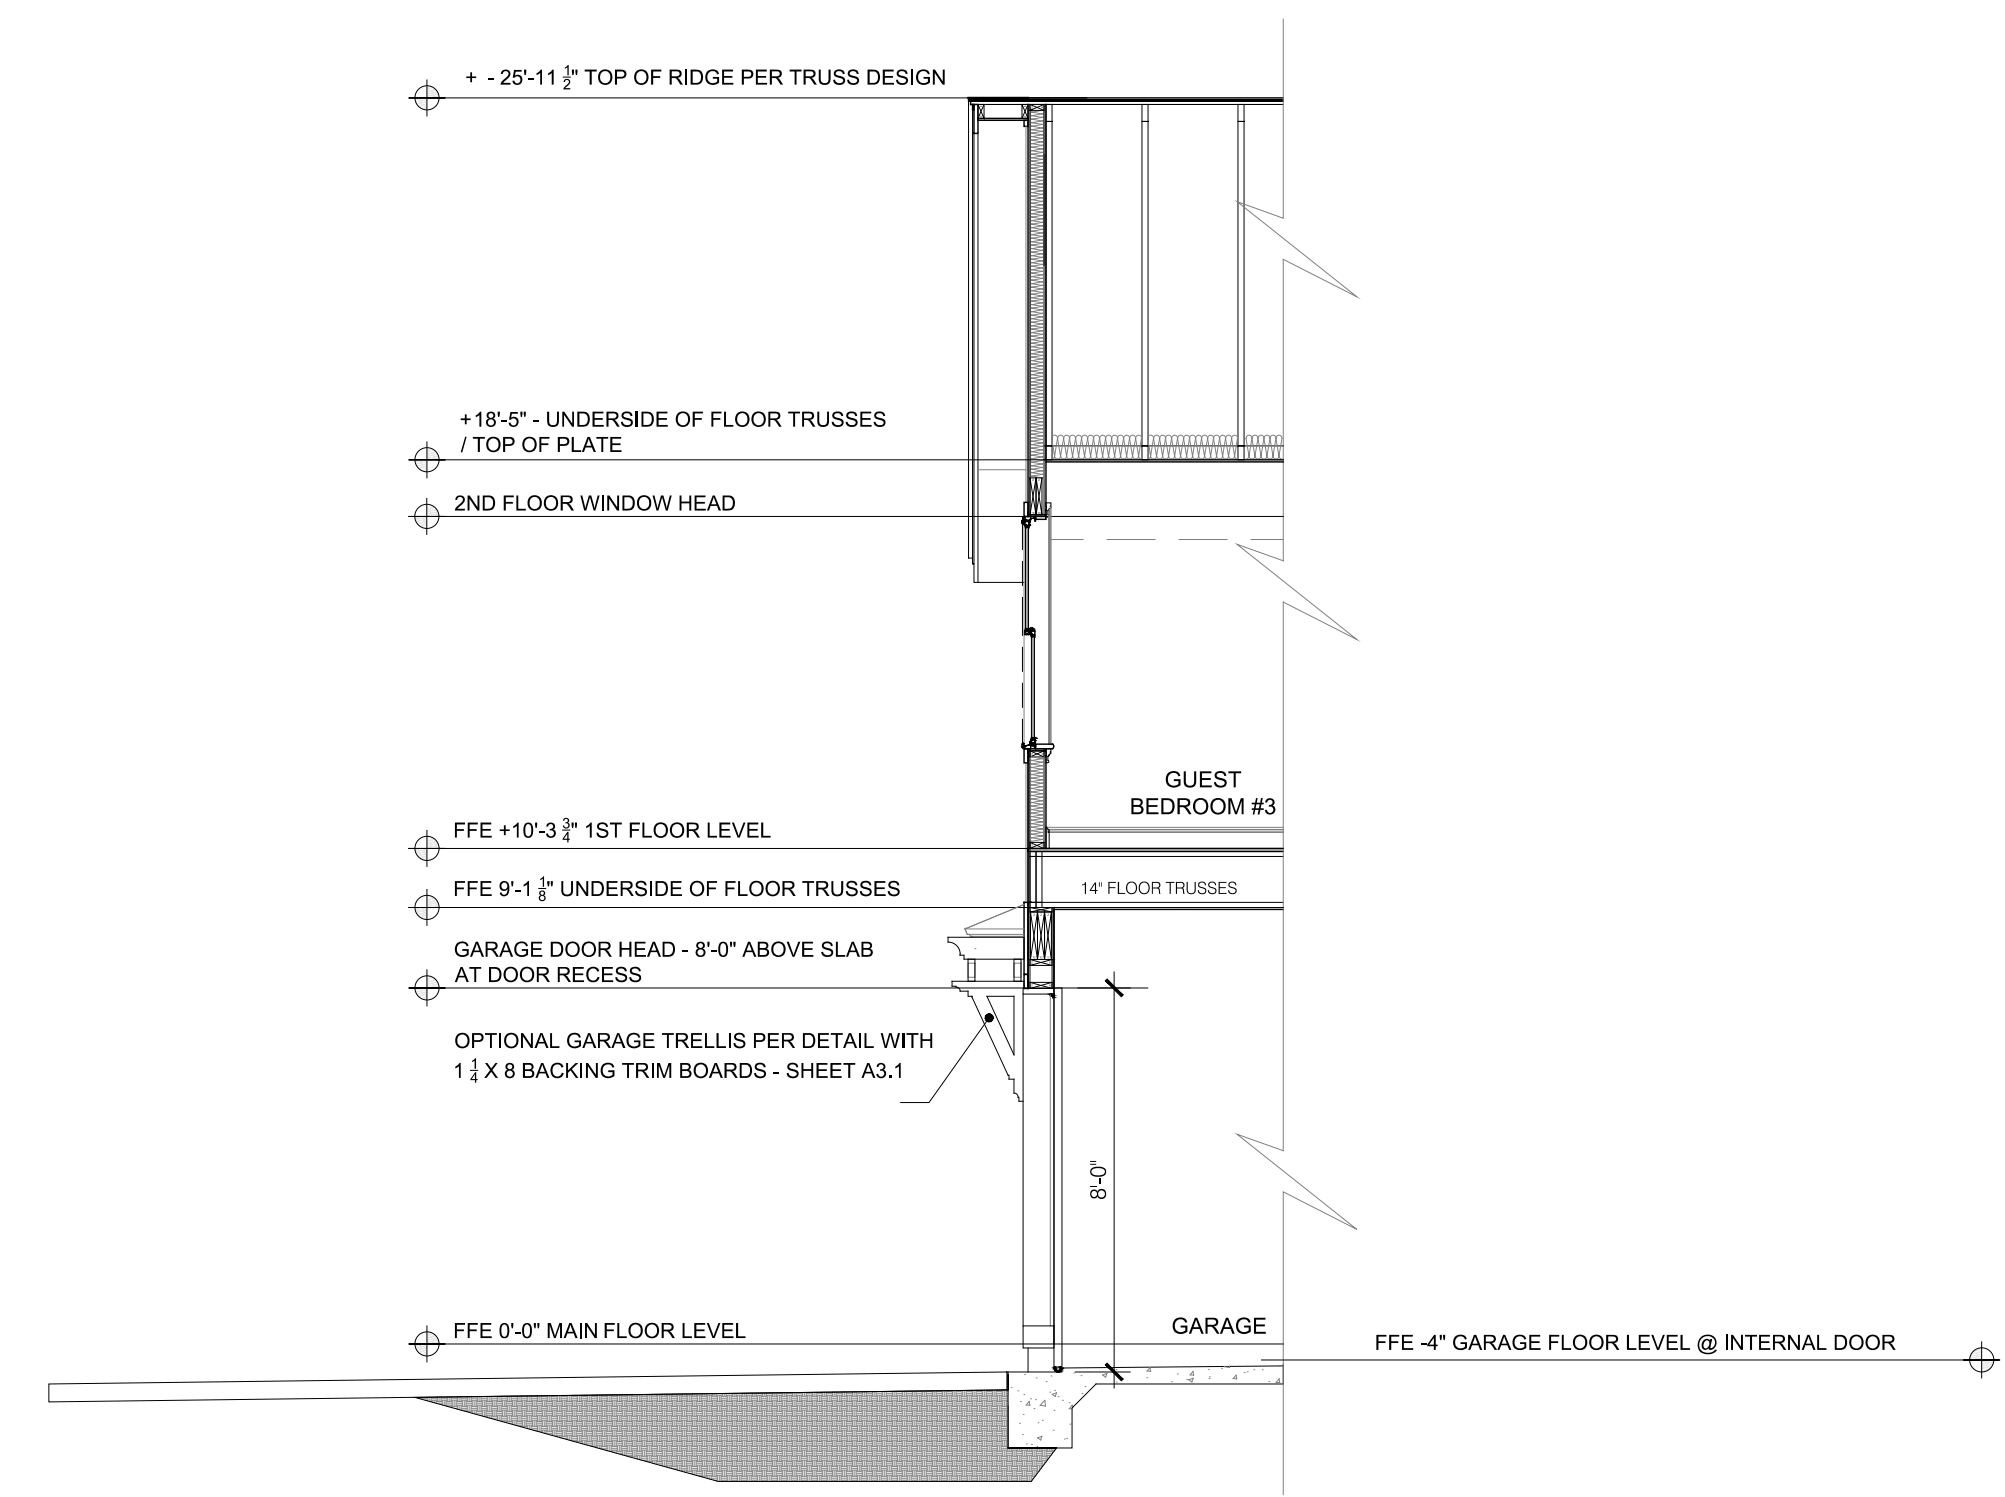 + - 25'-11 1/2" TOP OF RIDGE PER TRUSS DESIGN
+18'-5" - UNDERSIDE OF FLOOR TRUSSES
/ TOP OF PLATE
2ND FLOOR WINDOW HEAD
GUEST
BEDROOM #3
FFE +10'-3 3/4" 1ST FLOOR LEVEL
FFE 9'-1 1/8" UNDERSIDE OF FLOOR TRUSSES
14" FLOOR TRUSSES
GARAGE DOOR HEAD - 8'-0" ABOVE SLAB
AT DOOR RECESS
OPTIONAL GARAGE TRELLIS PER DETAIL WITH
1 1/4 X 8 BACKING TRIM BOARDS - SHEET A3.1
8'-0"
FFE 0'-0" MAIN FLOOR LEVEL
GARAGE
FFE -4" GARAGE FLOOR LEVEL @ INTERNAL DOOR